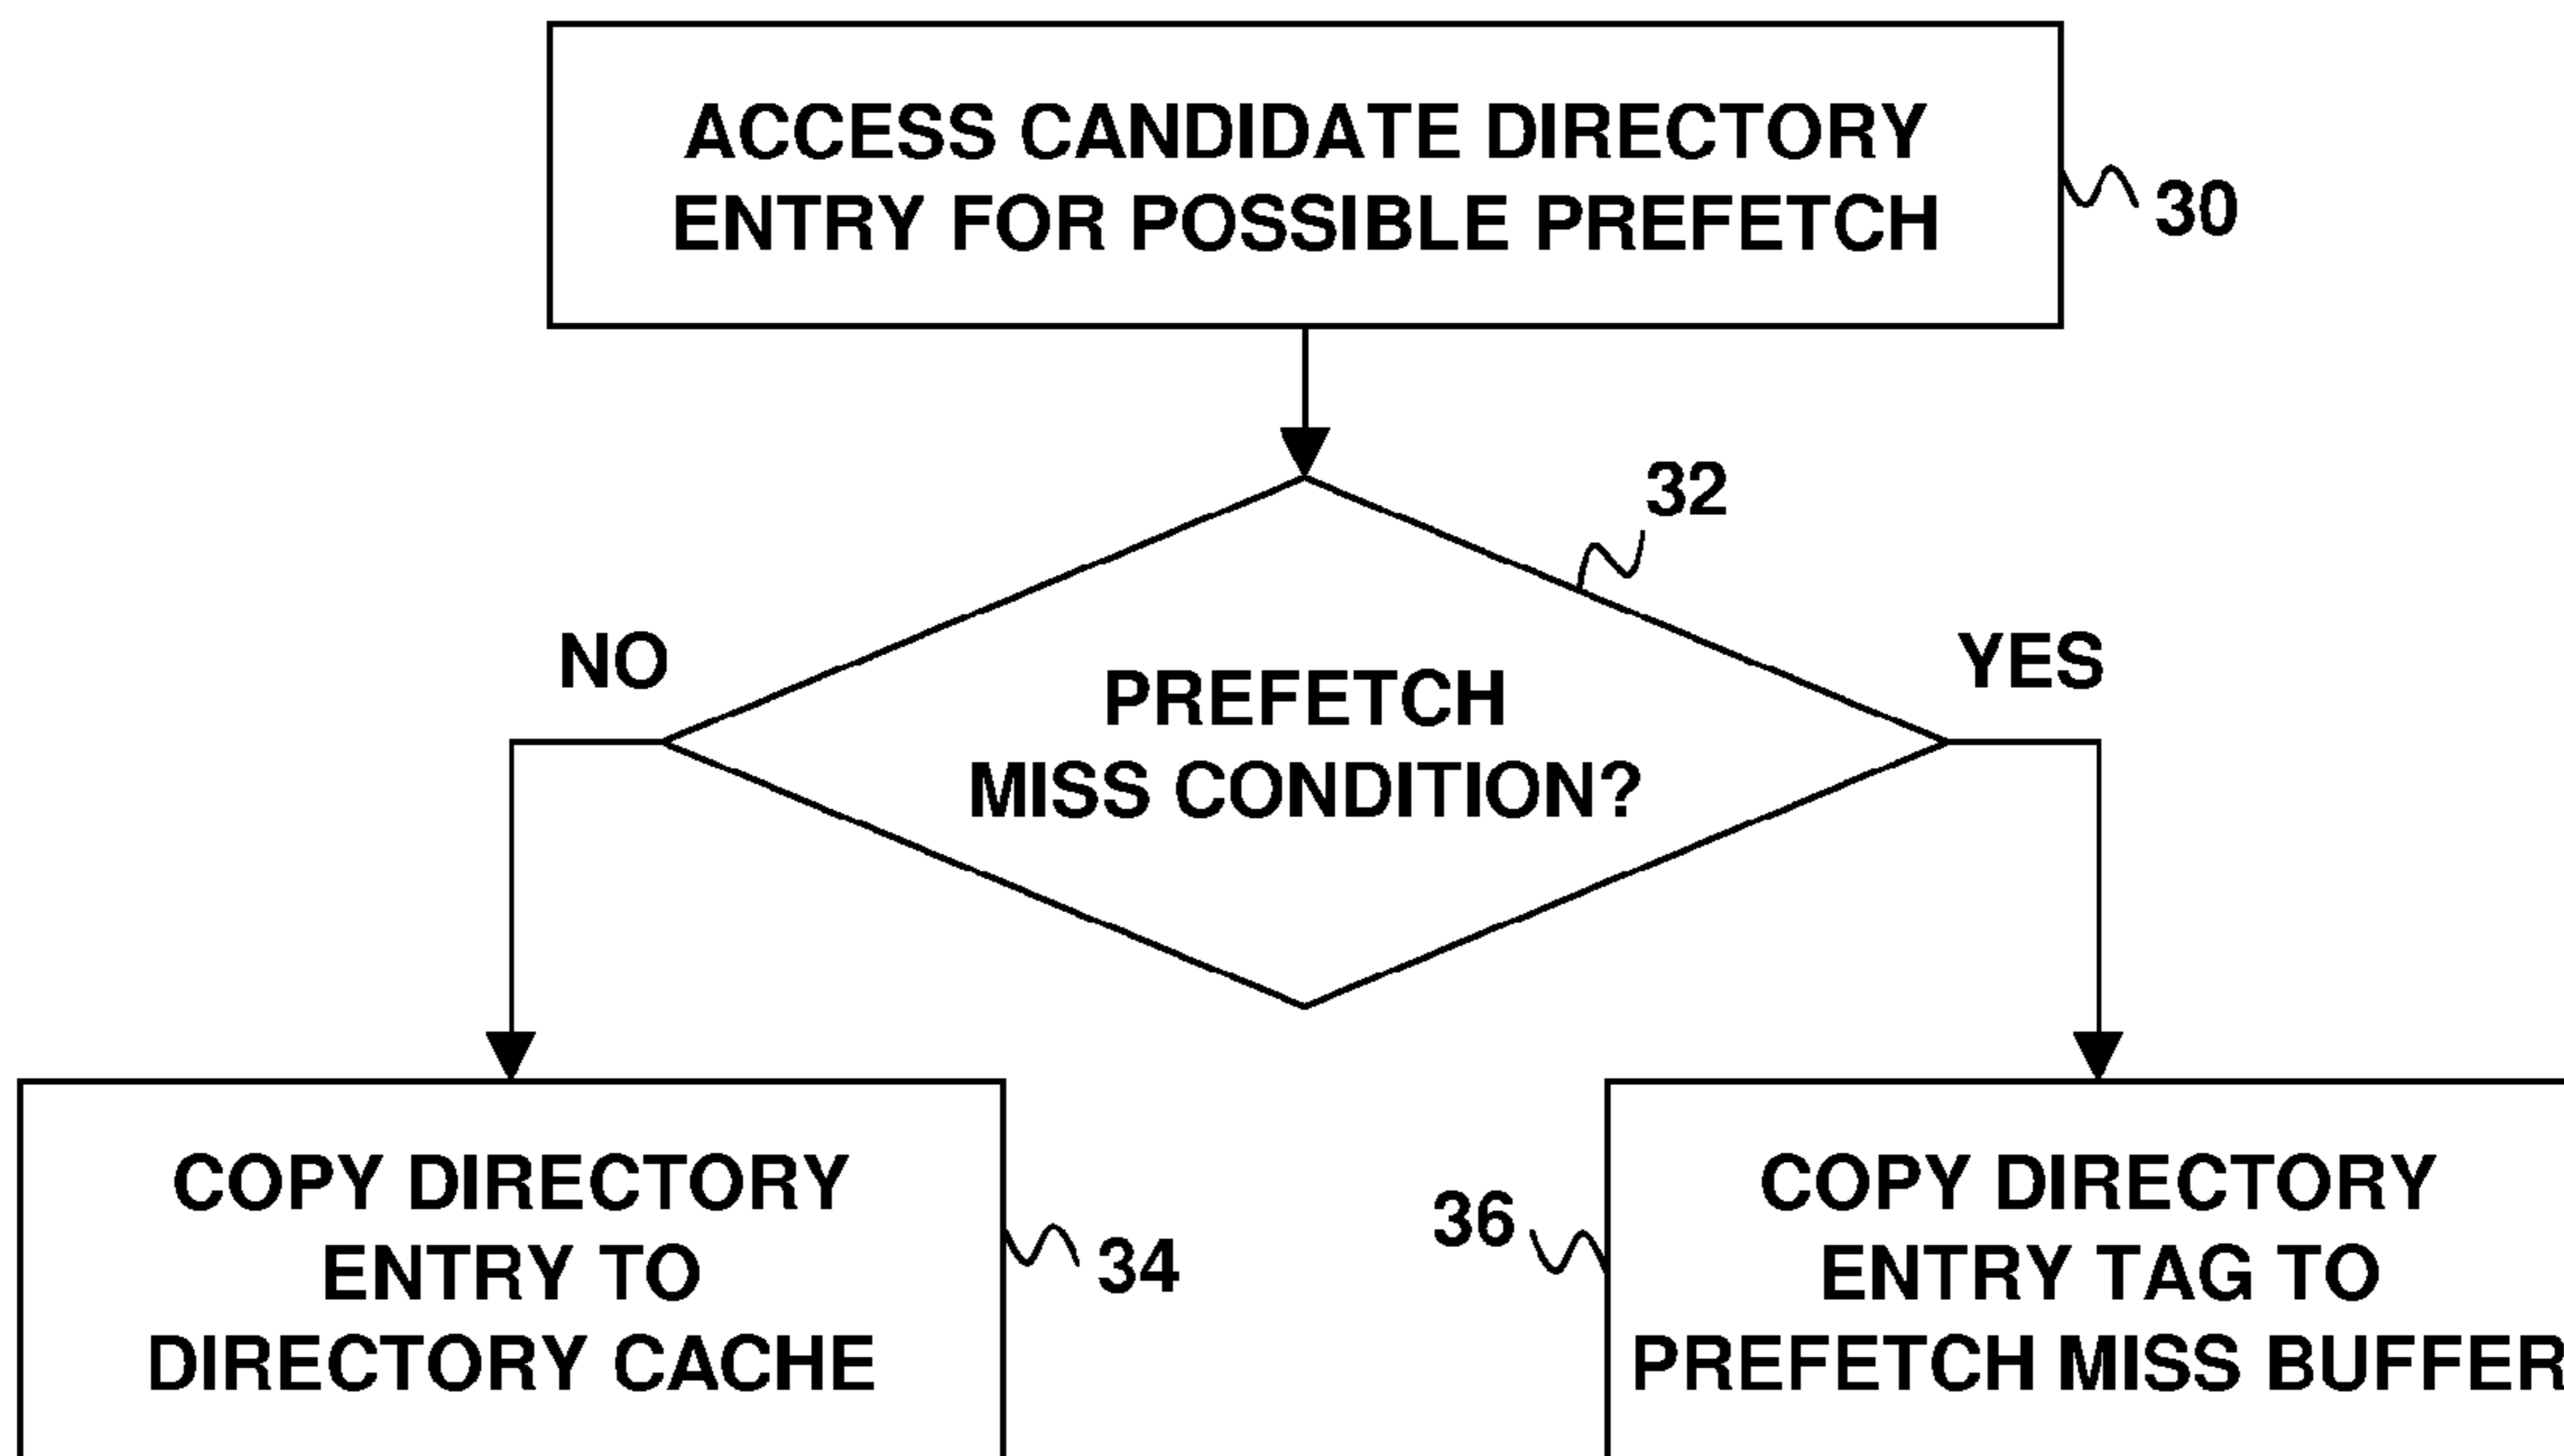 ACCESS CANDIDATE DIRECTORY
ENTRY FOR POSSIBLE PREFETCH
30
32
NO
YES
PREFETCH
MISS CONDITION?
COPY DIRECTORY
ENTRY TO
DIRECTORY CACHE
34
36
COPY DIRECTORY
ENTRY TAG TO
PREFETCH MISS BUFFER